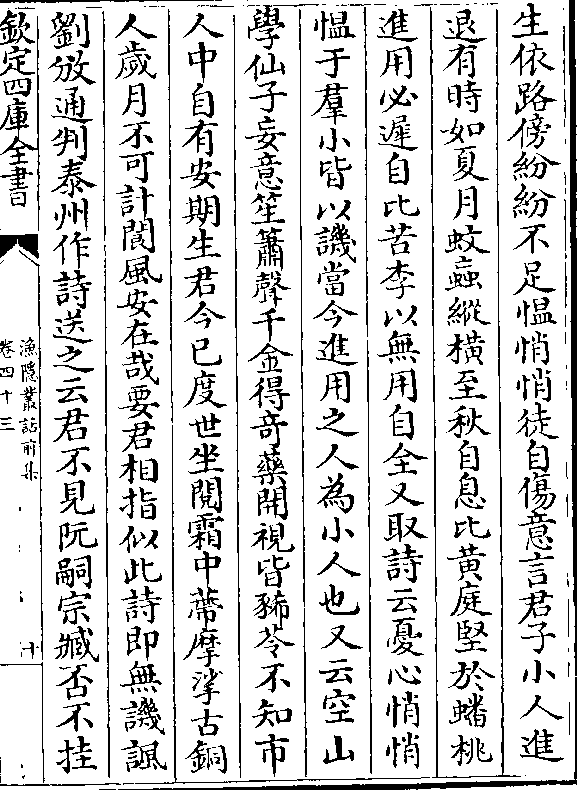 生依路傍紛紛不足愠悄悄徒自傷意言君子小人進
退有時如夏月蚊蝱縱横至秋自息比黄庭堅於蟠桃
進用必遲自比苦李以無用自全又取詩云憂心悄悄
愠于羣小皆以譏當今進用之人為小人也又云空山
學仙子妄意笙簫聲千金得竒藥開視皆豨苓不知市
人中自有安期生君今已度世坐閱霜中蔕摩挲古銅
人歲月不可計閬風安在哉要君相指似此詩即無譏諷
劉攽通判泰州作詩送之云君不見阮嗣宗臧否不挂
欽定四庫全書
漁隱叢話前集
卷四十三
十